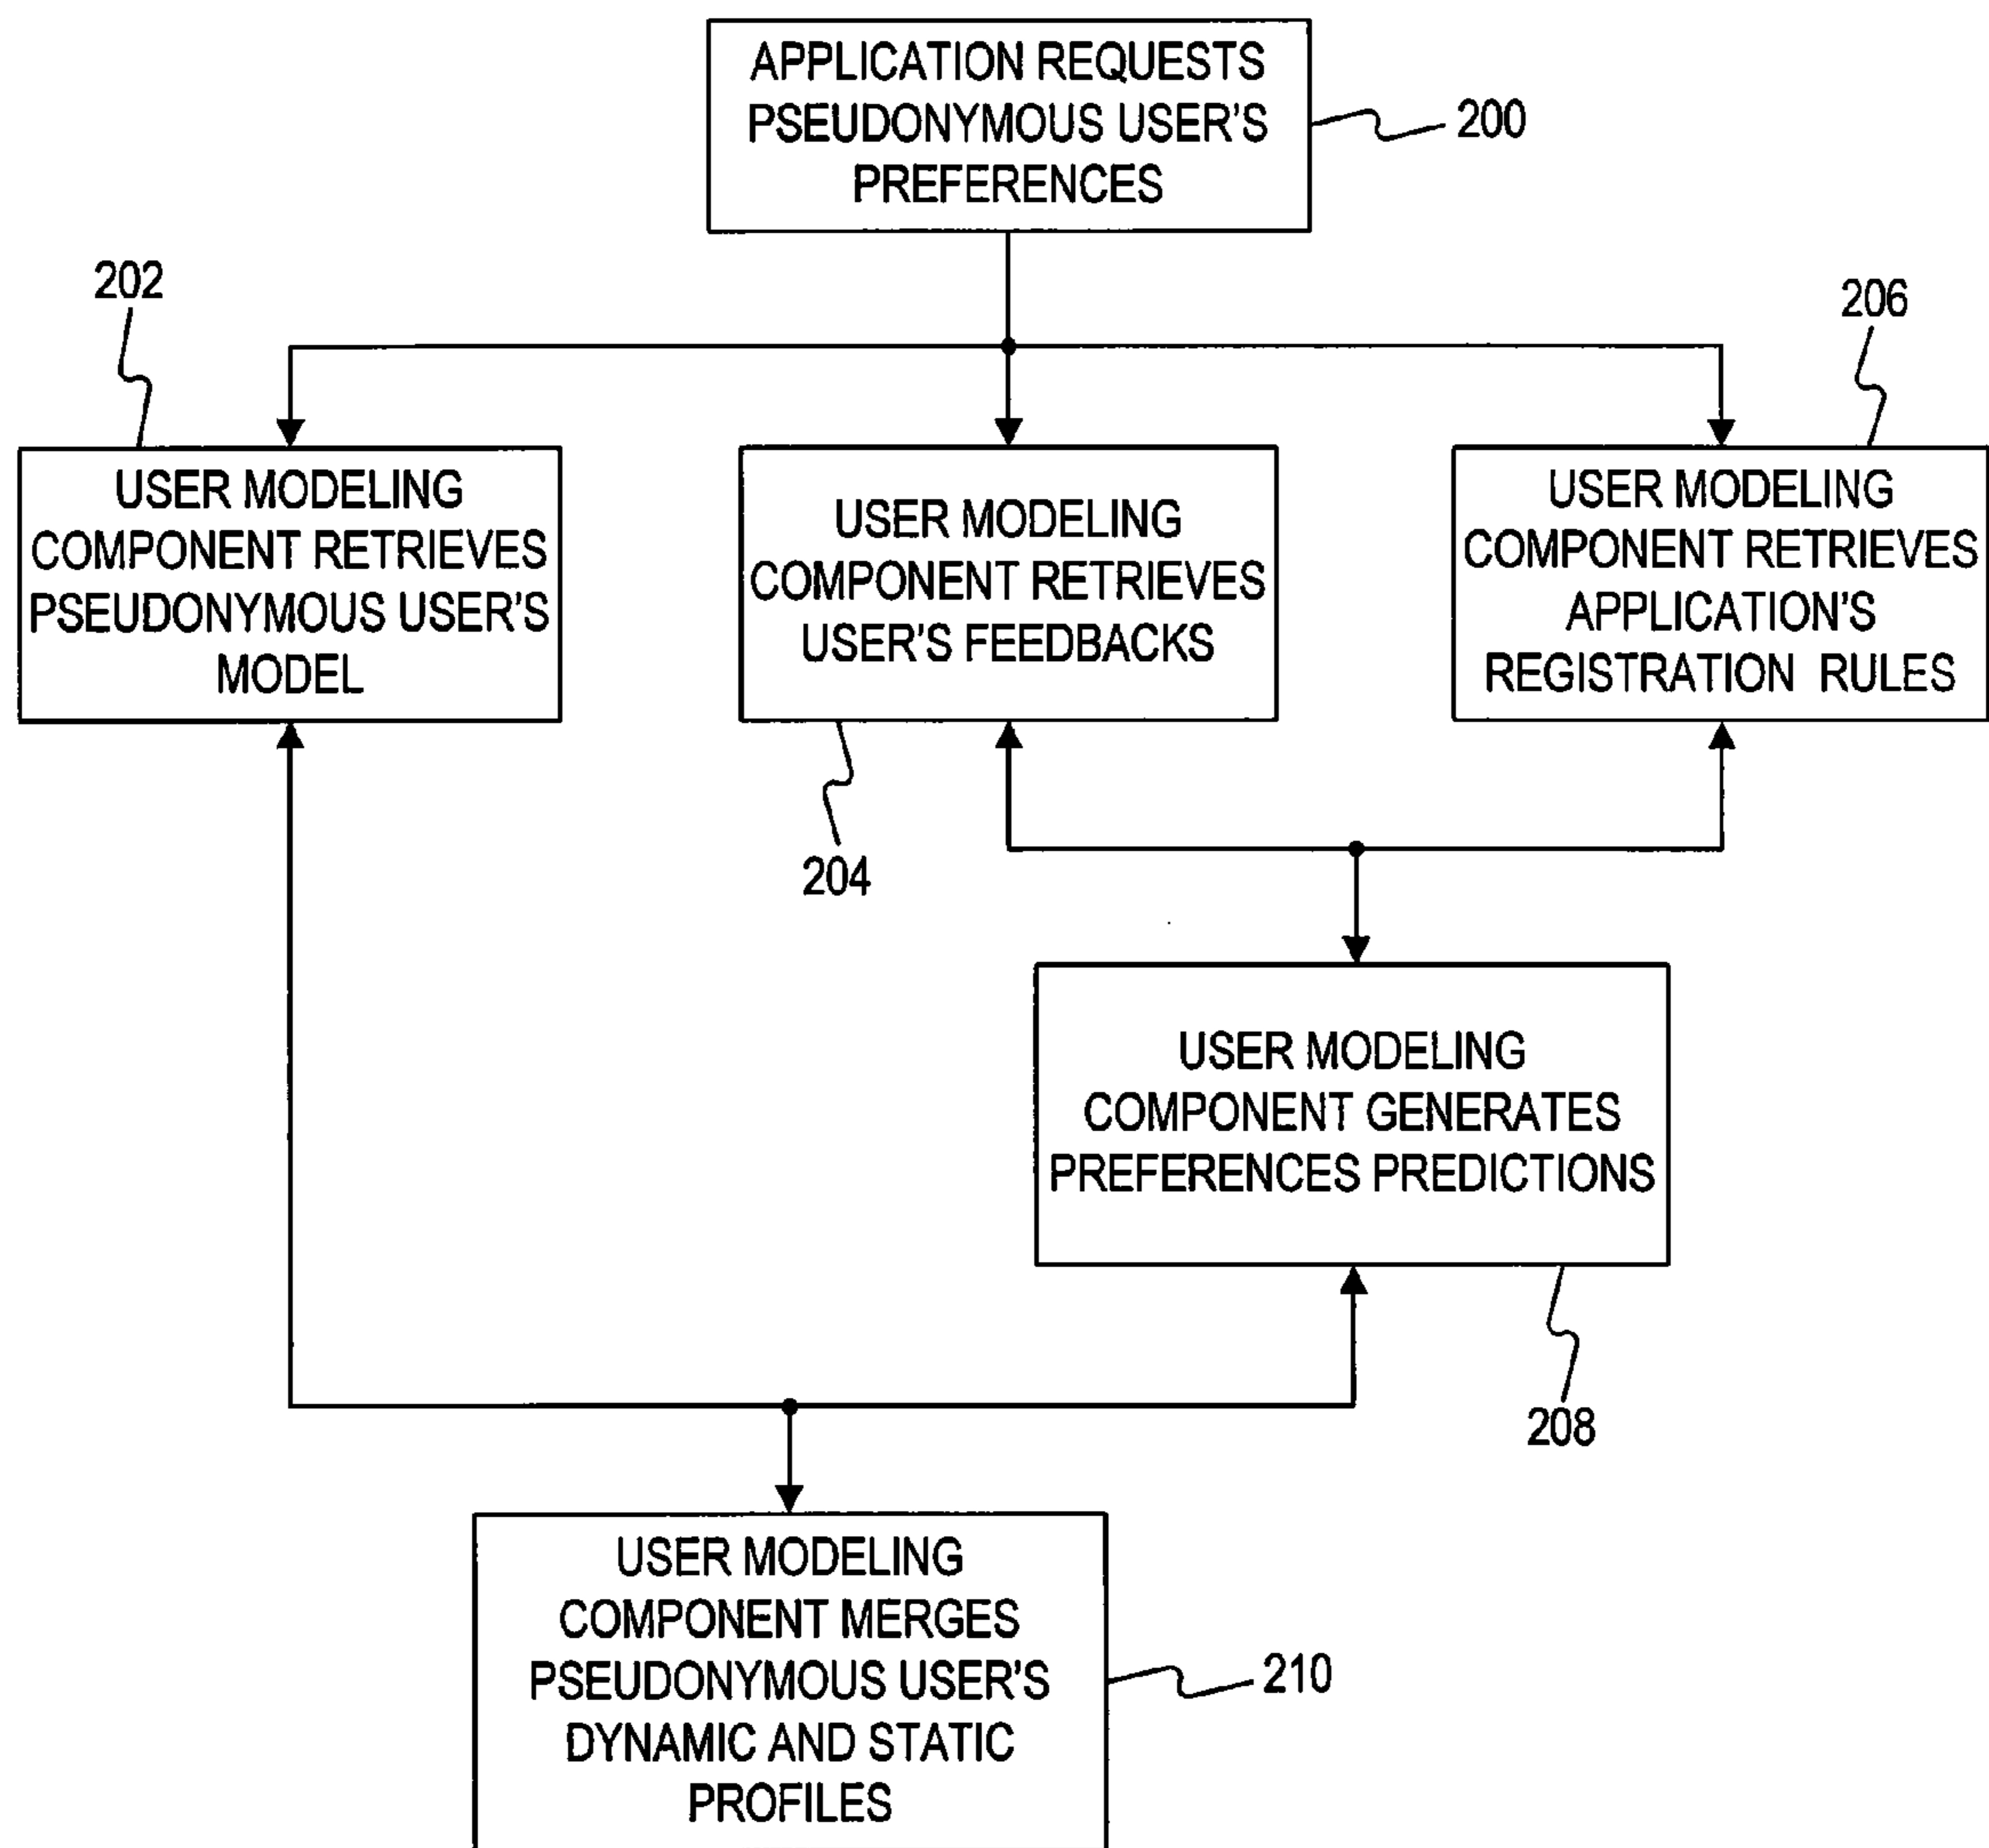 APPLICATION REQUESTS
PSEUDONYMOUS USER'S
PREFERENCES
200
202
206
USER MODELING
COMPONENT RETRIEVES
PSEUDONYMOUS USER'S
MODEL
USER MODELING
COMPONENT RETRIEVES
USER'S FEEDBACKS
USER MODELING
COMPONENT RETRIEVES
APPLICATION'S
REGISTRATION RULES
204
USER MODELING
COMPONENT GENERATES
PREFERENCES PREDICTIONS
208
USER MODELING
COMPONENT MERGES
PSEUDONYMOUS USER'S
DYNAMIC AND STATIC
PROFILES
210